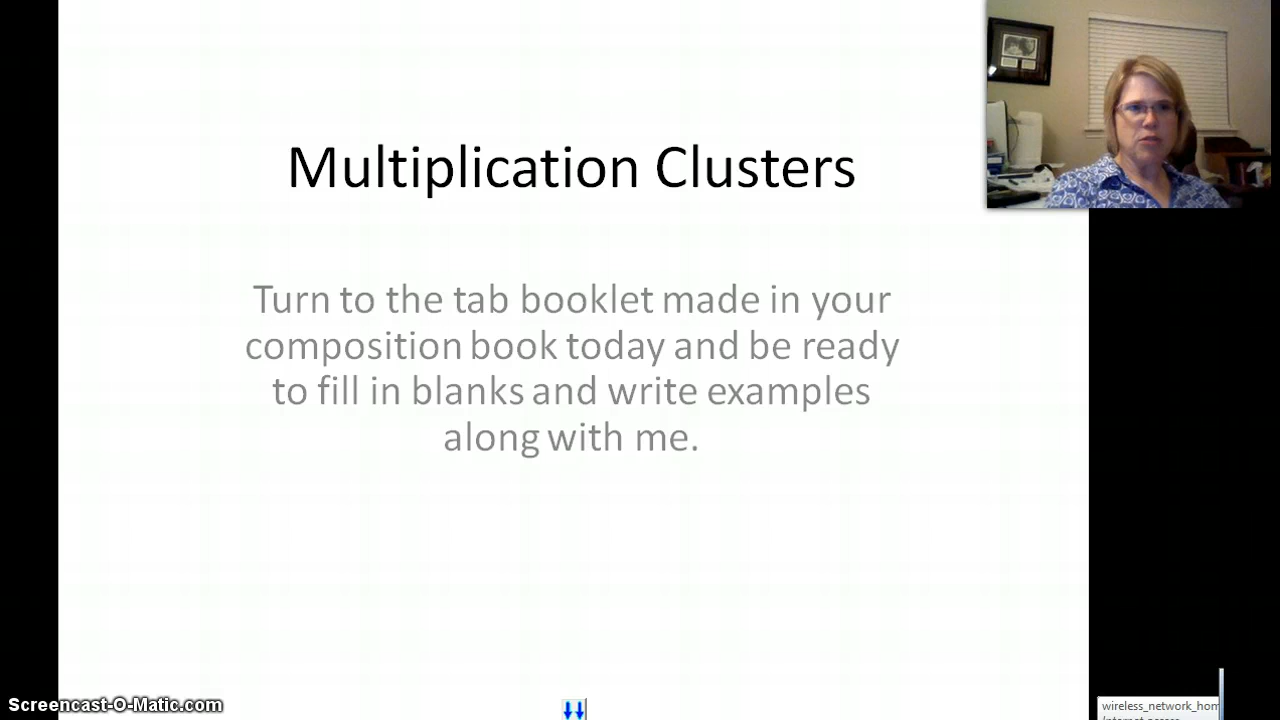 Multiplication Clusters
Turn to the tab booklet made in your
composition book today and be ready
to fill in blanks and write examples
along with me.
Screencast-O-Matic.com
wireless_network_hom